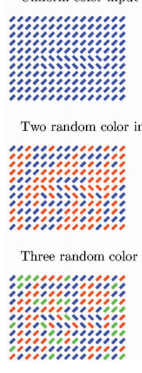 Uniform color input
Two random color in
Three random color